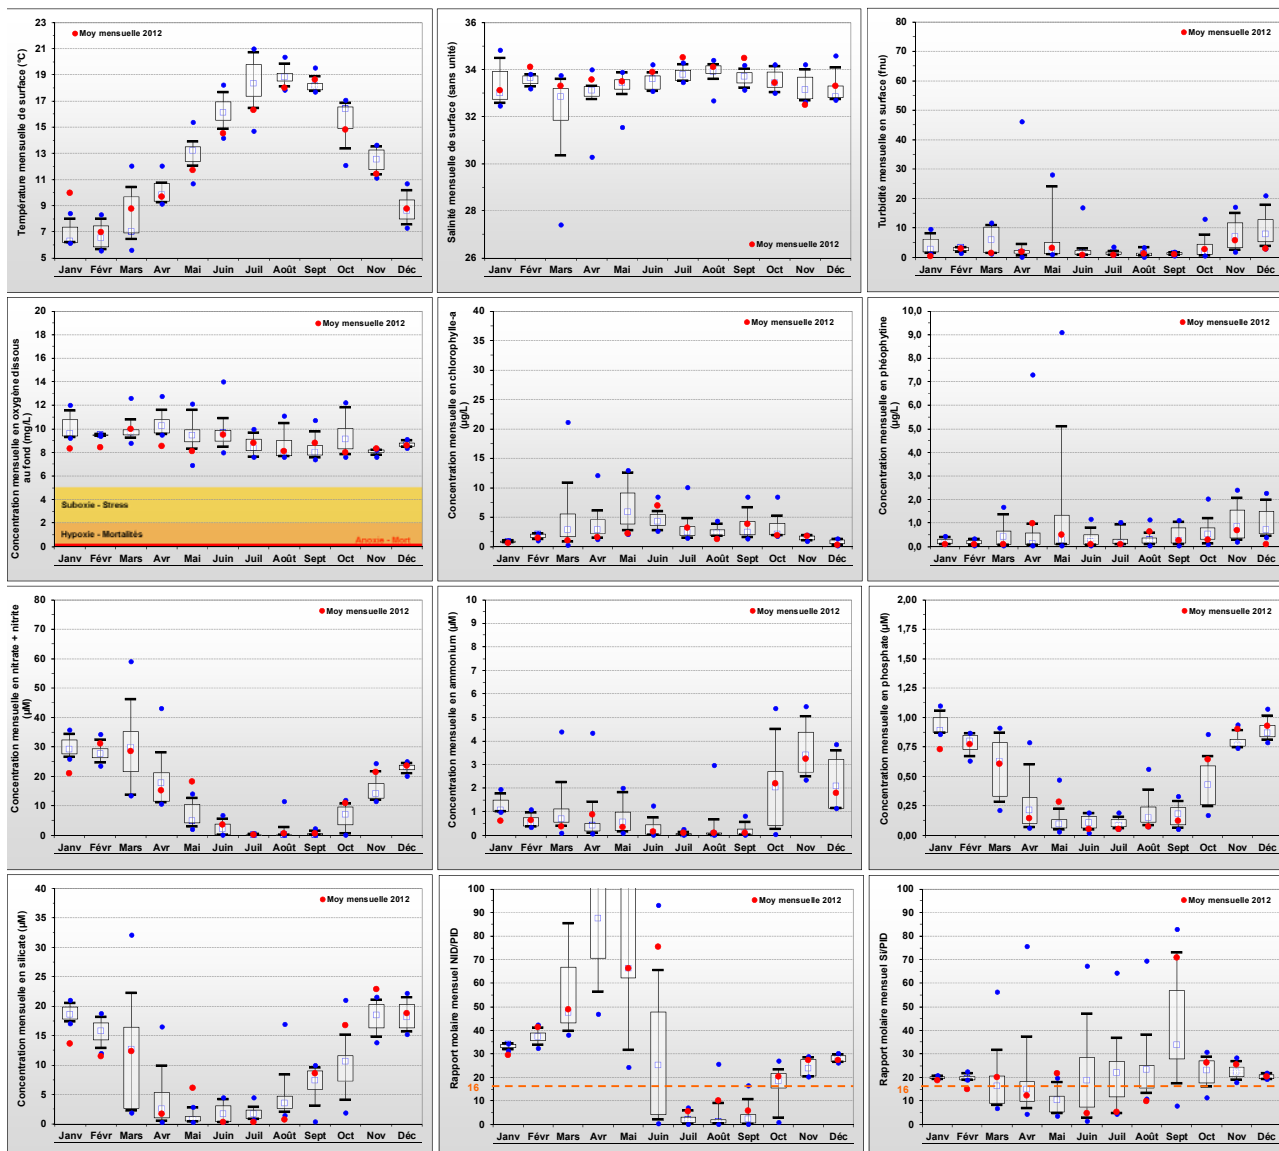 Température mensuelle de surface (°C)
23
21
19
17
15
13
11
9
7
5
Moy mensuelle 2012
Janv Févr Mars Avr Mai Juin Juil Août Sept Oct Nov Déc
Salinité mensuelle de surface (sans unité)
36
34
32
30
28
26
Moy mensuelle 2012
Janv Févr Mars Avr Mai Juin Juil Août Sept Oct Nov Déc
Turbidité mensuelle en surface (fnu)
80
70
60
50
40
30
20
10
0
Moy mensuelle 2012
Janv Févr Mars Avr Mai Juin Juil Août Sept Oct Nov Déc
Concentration mensuelle en oxygène dissous
au fond (mg/L)
20
18
16
14
12
10
8
6
4
2
0
Moy mensuelle 2012
Suboxie - Stress
Hypoxie - Mortalités
Anoxie - Mort
Janv Févr Mars Avr Mai Juin Juil Août Sept Oct Nov Déc
Concentration mensuelle en chlorophylle-a
(µg/L)
40
35
30
25
20
15
10
5
0
Moy mensuelle 2012
Janv Févr Mars Avr Mai Juin Juil Août Sept Oct Nov Déc
Concentration mensuelle en phéophytine
(µg/L)
10,0
9,0
8,0
7,0
6,0
5,0
4,0
3,0
2,0
1,0
0,0
Moy mensuelle 2012
Janv Févr Mars Avr Mai Juin Juil Août Sept Oct Nov Déc
Concentration mensuelle en nitrate + nitrite
(µM)
80
70
60
50
40
30
20
10
0
Moy mensuelle 2012
Janv Févr Mars Avr Mai Juin Juil Août Sept Oct Nov Déc
Concentration mensuelle en ammonium (µM)
10
9
8
7
6
5
4
3
2
1
0
Moy mensuelle 2012
Janv Févr Mars Avr Mai Juin Juil Août Sept Oct Nov Déc
Concentration mensuelle en phosphate (µM)
2,00
1,75
1,50
1,25
1,00
0,75
0,50
0,25
0,00
Moy mensuelle 2012
Janv Févr Mars Avr Mai Juin Juil Août Sept Oct Nov Déc
Concentration mensuelle en silicate (µM)
40
35
30
25
20
15
10
5
0
Moy mensuelle 2012
Janv Févr Mars Avr Mai Juin Juil Août Sept Oct Nov Déc
Rapport molaire mensuel NID/PID
100
90
80
70
60
50
40
30
20
10
0
16
Moy mensuelle 2012
Janv Févr Mars Avr Mai Juin Juil Août Sept Oct Nov Déc
Rapport molaire mensuel Si/PID
100
90
80
70
60
50
40
30
20
10
0
16
Moy mensuelle 2012
Janv Févr Mars Avr Mai Juin Juil Août Sept Oct Nov Déc